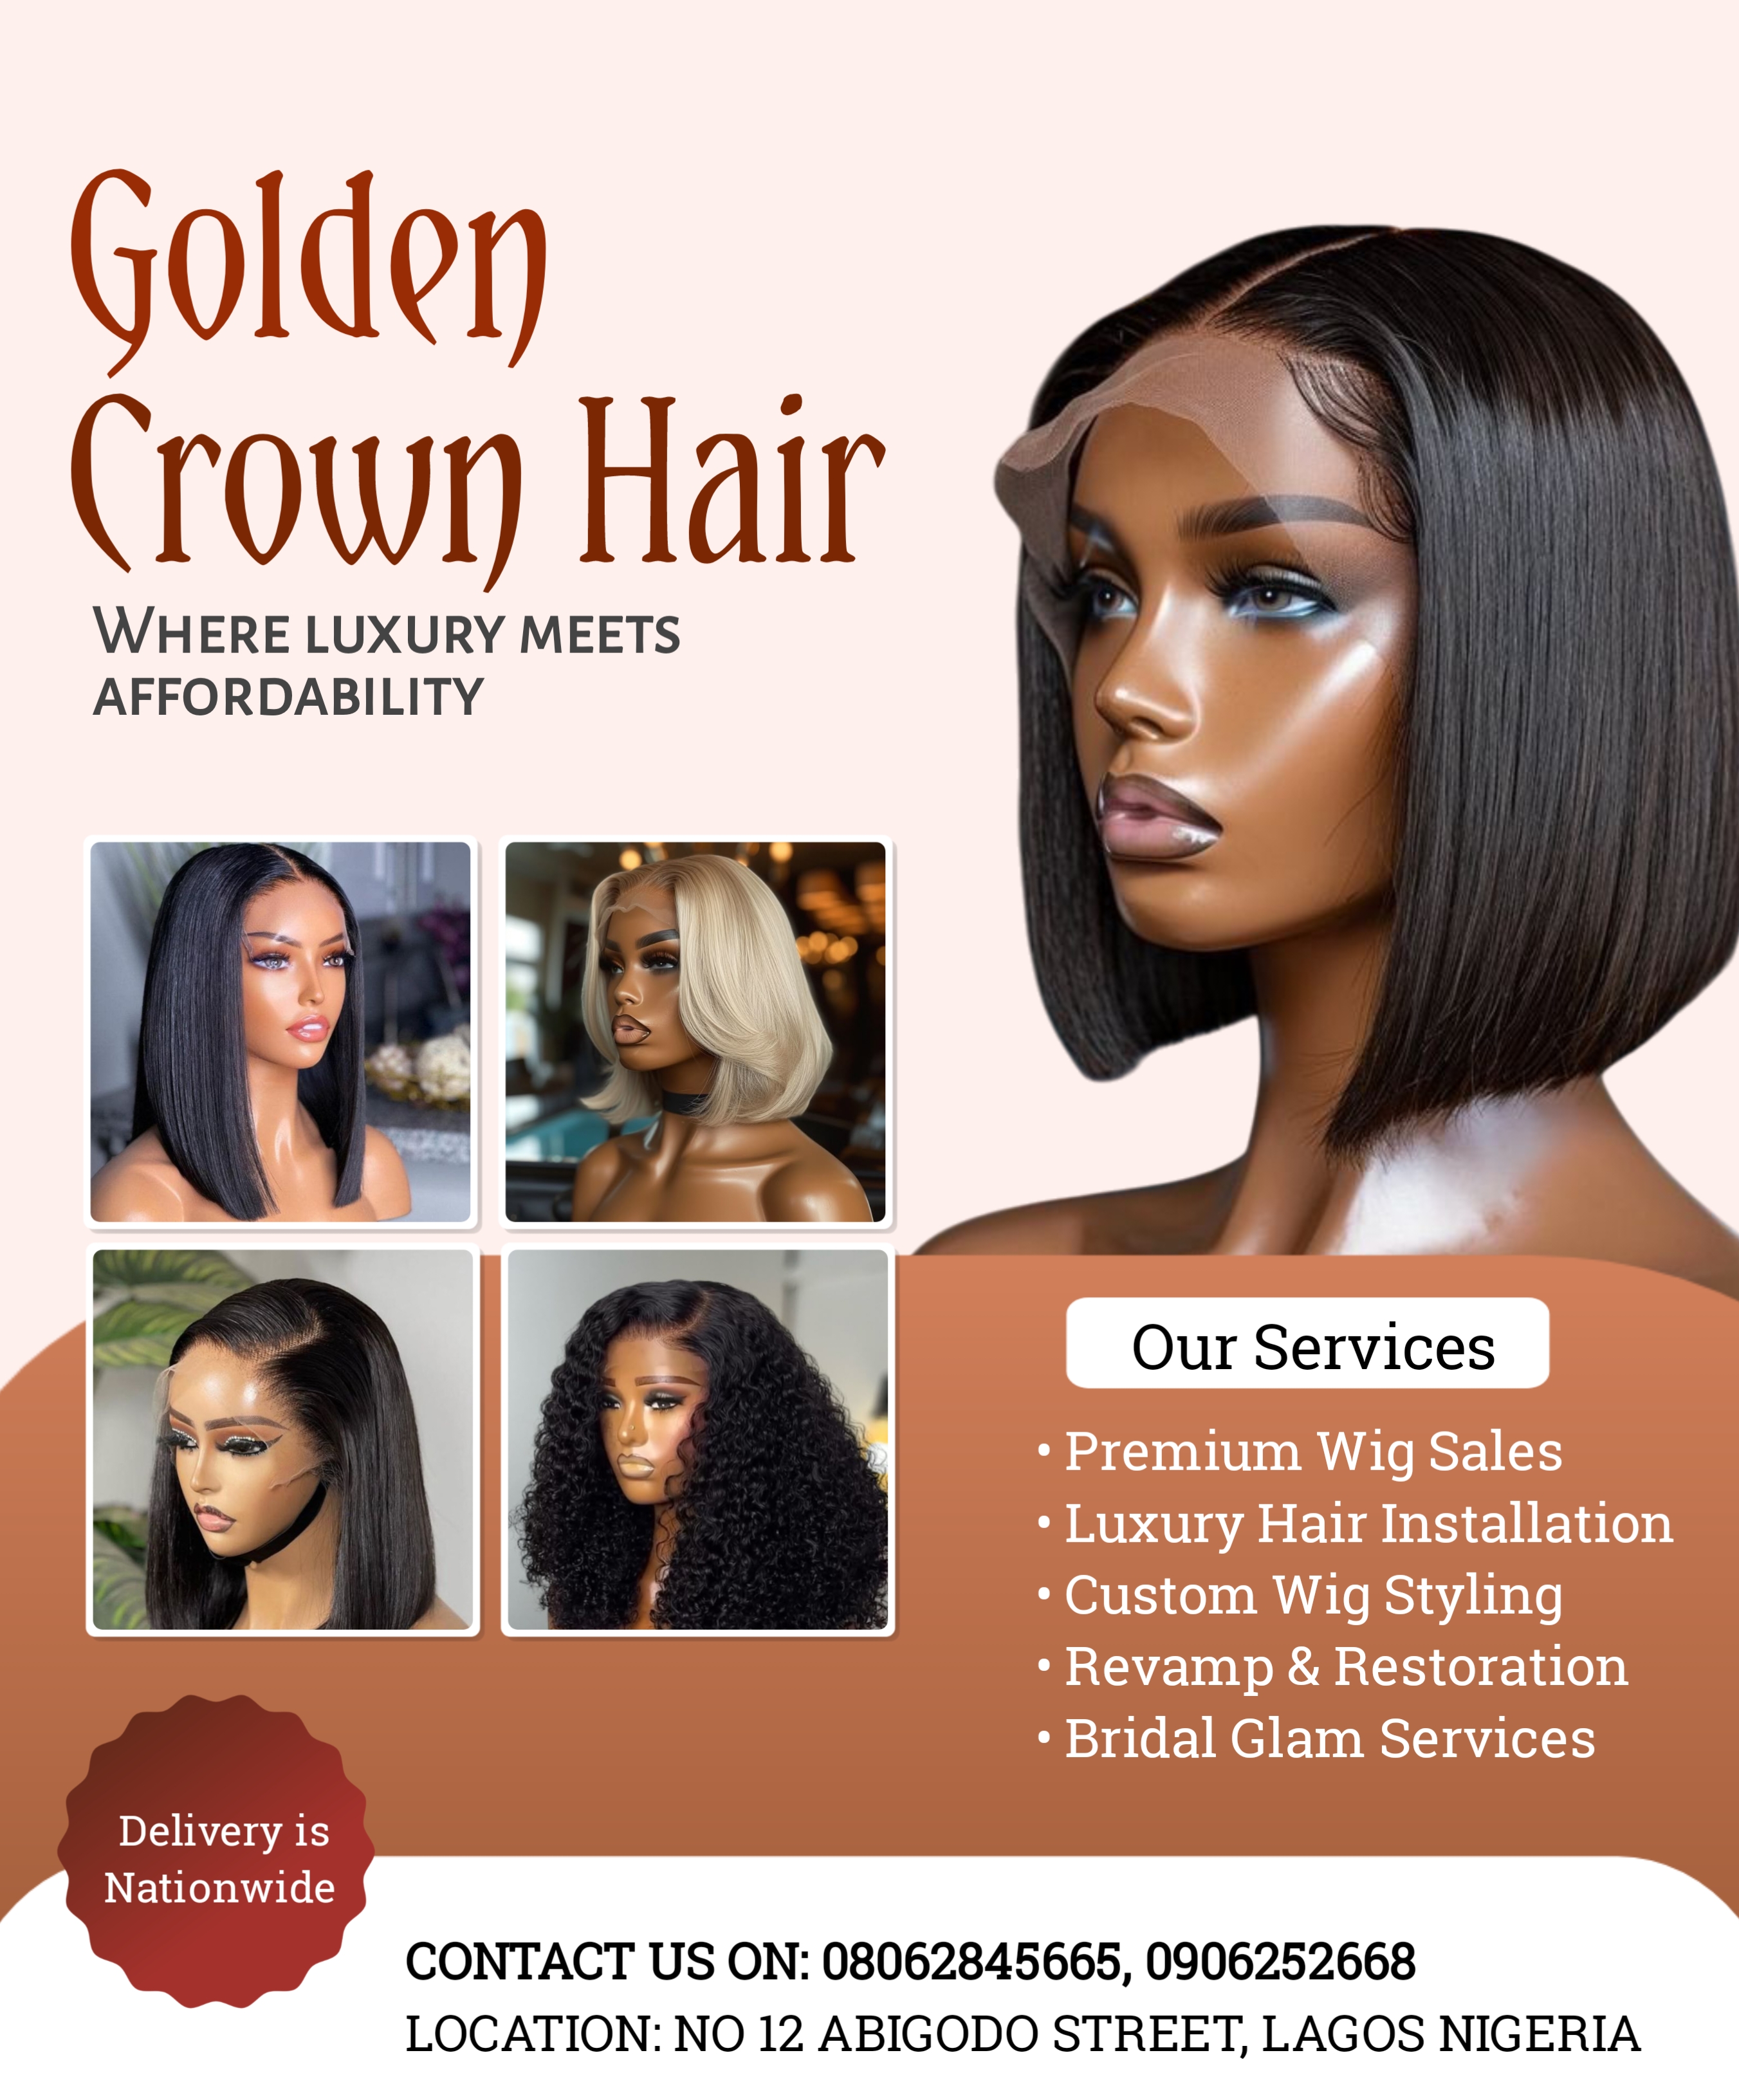 Golden
Crown Hair
WHERE LUXURY MEETS
AFFORDABILITY
Our Services
• Premium Wig Sales
• Luxury Hair Installation
• Custom Wig Styling
• Revamp & Restoration
• Bridal Glam Services
Delivery is
Nationwide
CONTACT US ON: 08062845665, 0906252668
LOCATION: NO 12 ABIGODO STREET, LAGOS NIGERIA